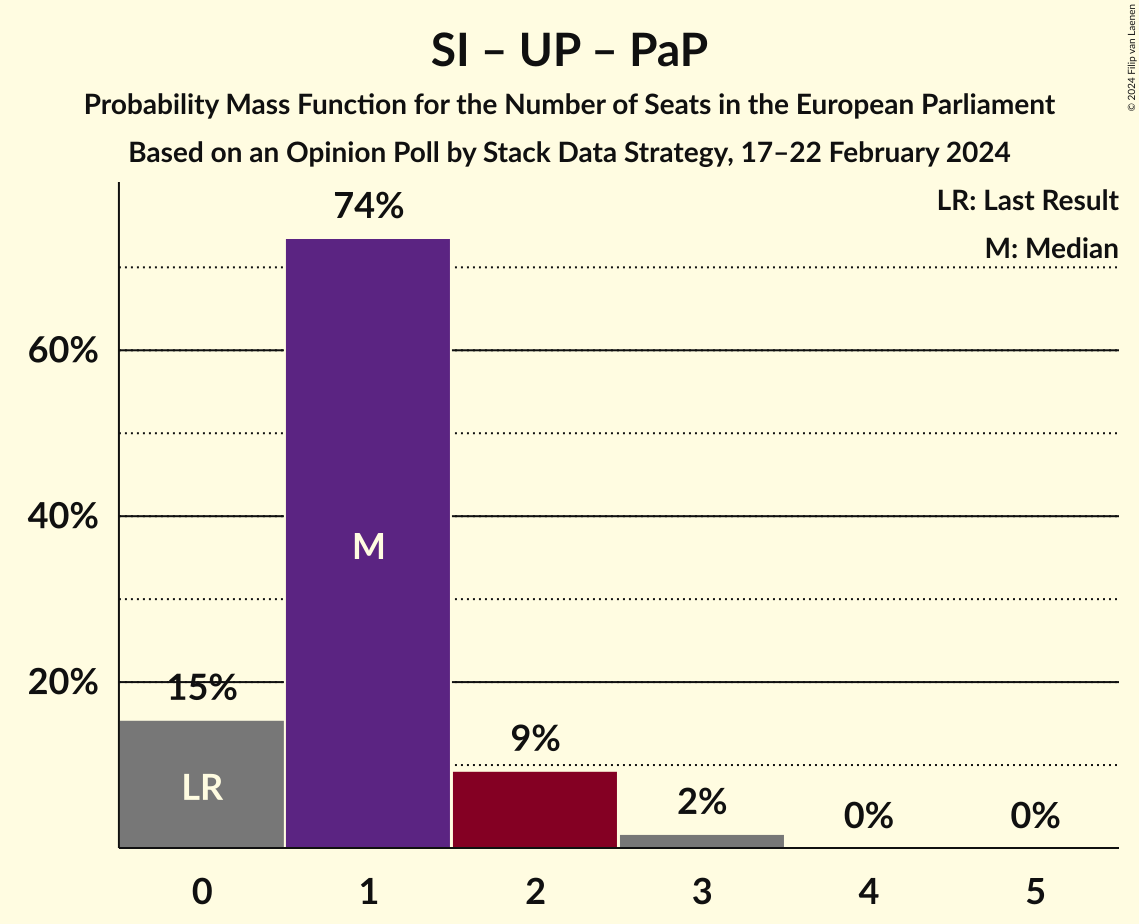 SI – UP – PaP
Probability Mass Function for the Number of Seats in the European Parliament
Based on an Opinion Poll by Stack Data Strategy, 17–22 February 2024
© 2024 Filip van Laenen
LR: Last Result
M: Median
74%
60%
40%
M
20%
15%
9%
LR
2%
0%
0%
0 1 2 3 4 5